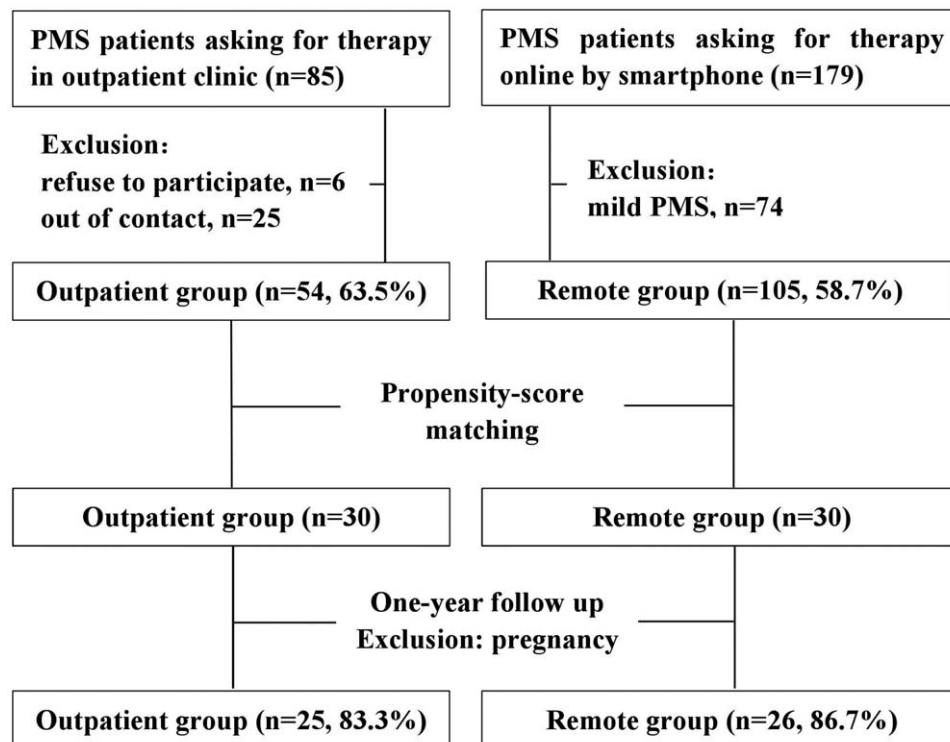 PMS patients asking for therapy
in outpatient clinic (n=85)
PMS patients asking for therapy
online by smartphone (n=179)
Exclusion:
refuse to participate, n=6
out of contact, n=25
Exclusion：
mild PMS, n=74
Outpatient group (n=54, 63.5%)
Remote group (n=105, 58.7%)
Propensity-score
matching
Outpatient group (n=30)
Remote group (n=30)
One-year follow up
Exclusion: pregnancy
Outpatient group (n=25, 83.3%)
Remote group (n=26, 86.7%)